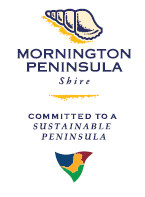 MORNINGTON
PENINSULA
Shire
COMMITTED TO A
SUSTAINABLE
PENINSULA